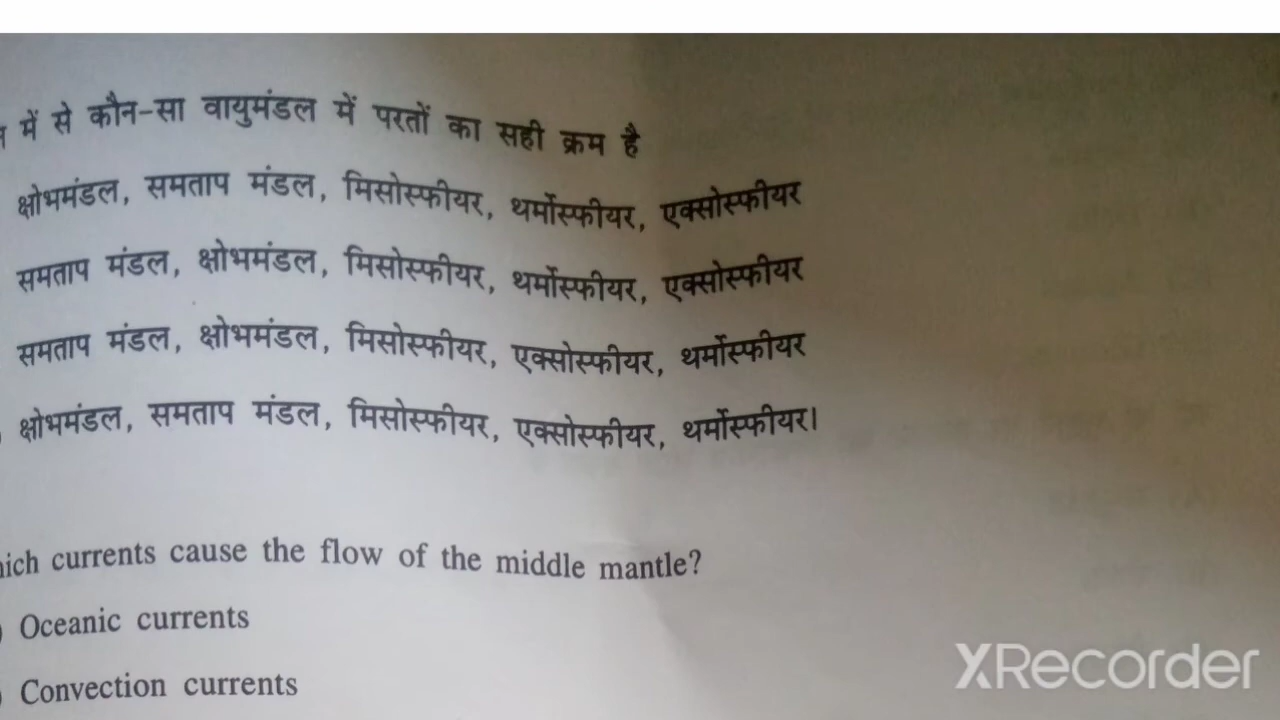 में से कौन-सा वायुमंडल में परतों का सही क्रम है
क्षोभमंडल, समताप मंडल, मिसोस्फीयर, थर्मोस्फीयर, एक्सोस्फीयर
समताप मंडल, क्षोभमंडल, मिसोस्फीयर, थर्मोस्फीयर, एक्सोस्फीयर
समताप मंडल, क्षोभमंडल, मिसोस्फीयर, एक्सोस्फीयर, थर्मोस्फीयर
) क्षोभमंडल, समताप मंडल, मिसोस्फीयर, एक्सोस्फीयर, थर्मोस्फीयर।
hich currents cause the flow of the middle mantle?
) Oceanic currents
) Convection currents
XRecorder